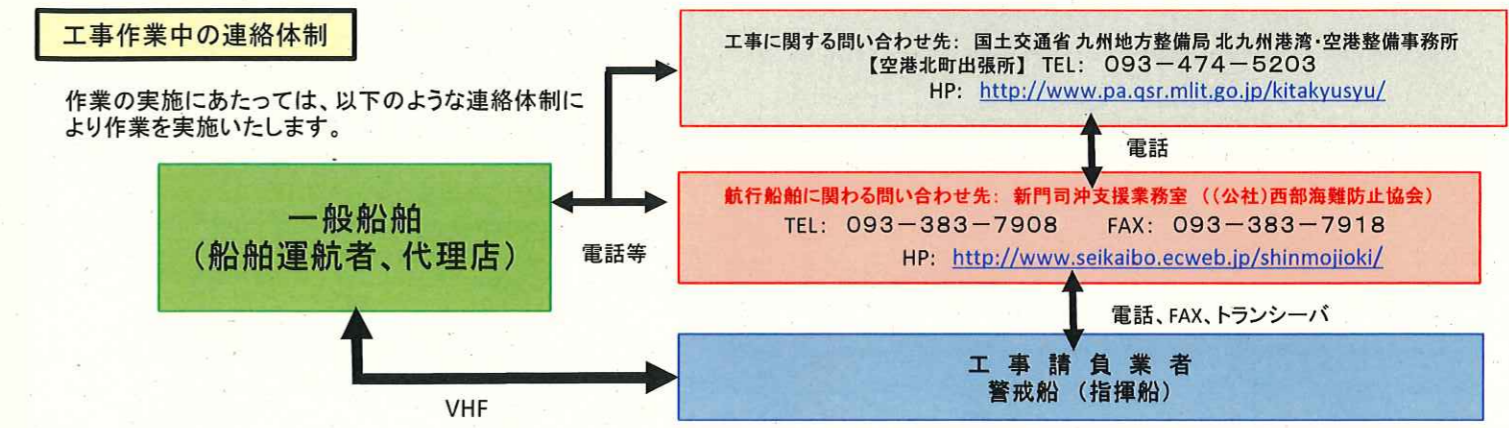 工事作業中の連絡体制
作業の実施にあたっては、以下のような連絡体制に
より作業を実施いたします。
工事に関する問い合わせ先： 国土交通省 九州地方整備局 北九州港湾・空港整備事務所
【空港北町出張所】 TEL： ０９３－４７４－５２０３
HP： http://www.pa.qsr.mlit.go.jp/kitakyusyu/
電話
一般船舶
（船舶運航者、代理店）
電話等
航行船舶に関わる問い合わせ先： 新門司沖支援業務室 （（公社）西部海難防止協会）
TEL： ０９３－３８３－７９０８ FAX： ０９３－３８３－７９１８
HP： http://www.seikaibo.ecweb.jp/shinmojioki/
電話、FAX、トランシーバ
工 事 請 負 業 者
警戒船 （指揮船）
VHF